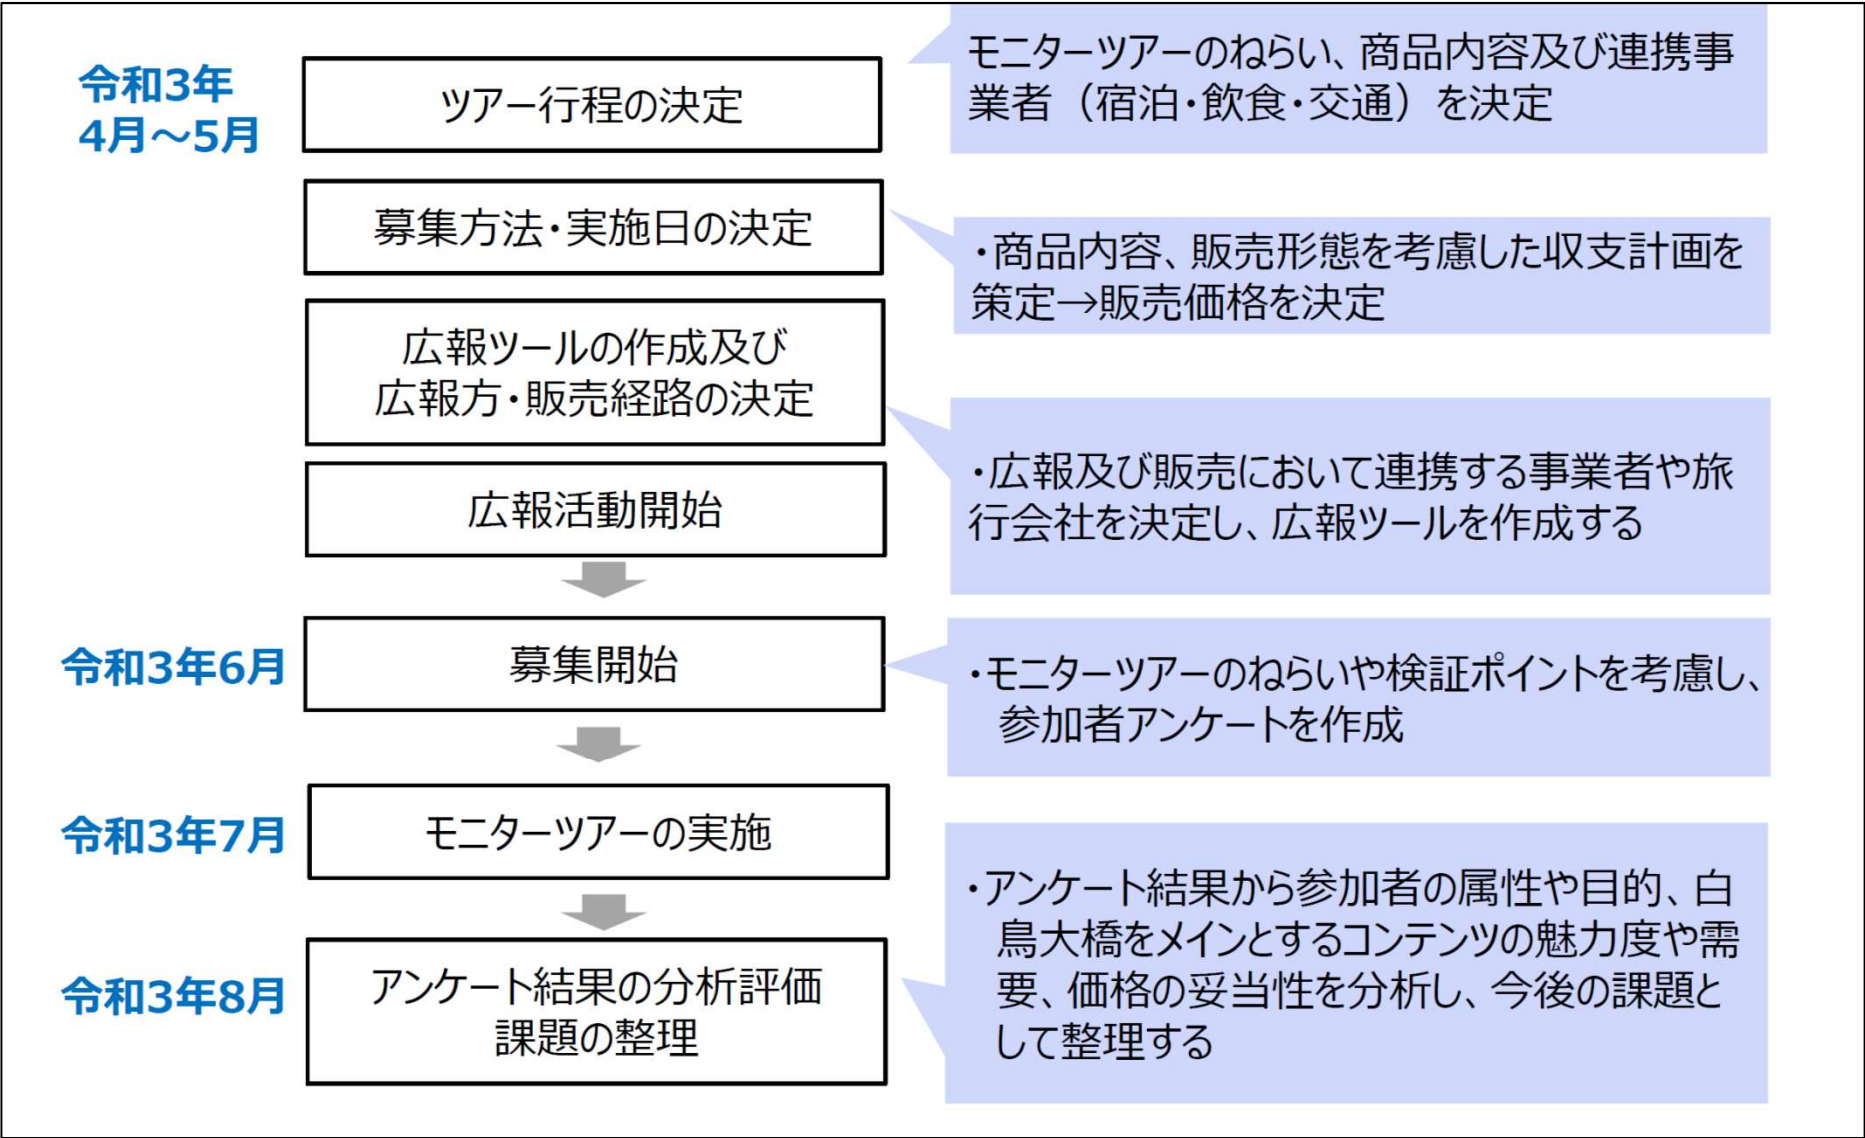 令和3年
4月～5月
ツアー行程の決定
モニターツアーのねらい、商品内容及び連携事
業者（宿泊・飲食・交通）を決定
募集方法・実施日の決定
・商品内容、販売形態を考慮した収支計画を
策定→販売価格を決定
広報ツールの作成及び
広報方・販売経路の決定
・広報及び販売において連携する事業者や旅
行会社を決定し、広報ツールを作成する
広報活動開始
令和3年6月
募集開始
・モニターツアーのねらいや検証ポイントを考慮し、
参加者アンケートを作成
令和3年7月
モニターツアーの実施
令和3年8月
アンケート結果の分析評価
課題の整理
・アンケート結果から参加者の属性や目的、白
鳥大橋をメインとするコンテンツの魅力度や需
要、価格の妥当性を分析し、今後の課題と
して整理する